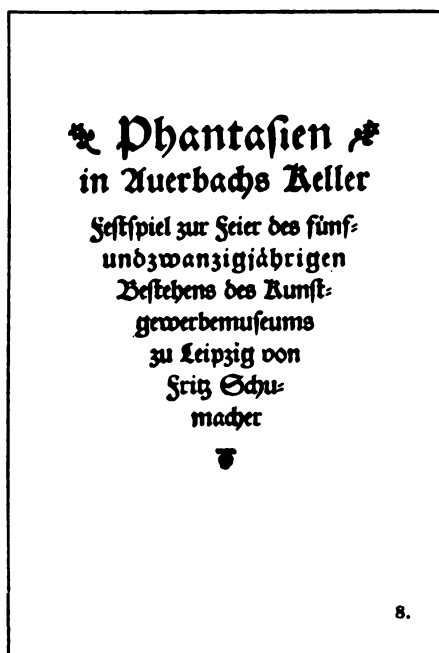 Phantaſien
in Auerbachs Keller
Feſtſpiel zur Feier des fünf⸗
undzwanzigjährigen
Beſtehens des Kunſt⸗
gewerbemuſeums
zu Leipzig von
Fritz Schu⸗
macher
8.